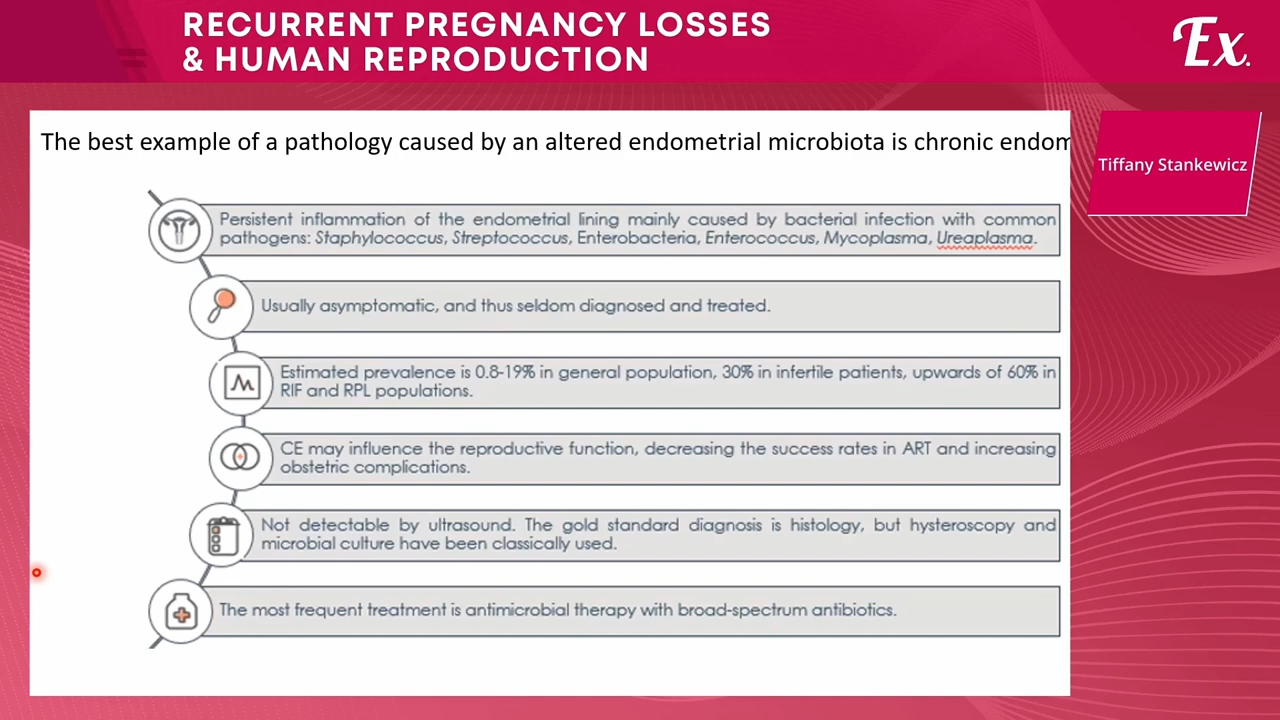 RECURRENT PREGNANCY LOSSES
& HUMAN REPRODUCTION
Ex.
The best example of a pathology caused by an altered endometrial microbiota is chronic endom
Tiffany Stankewicz
Persistent inflammation of the endometrial lining mainly caused by bacterial infection with common
pathogens: Staphylococcus, Streptococcus, Enterobacteria, Enterococcus, Mycoplasma, Ureaplasma.
Usually asymptomatic, and thus seldom diagnosed and treated.
Estimated prevalence is 0.8-19% in general population, 30% in infertile patients, upwards of 60% in
RIF and RPL populations.
CE may influence the reproductive function, decreasing the success rates in ART and increasing
obstetric complications.
Not detectable by ultrasound. The gold standard diagnosis is histology, but hysteroscopy and
microbial culture have been classically used.
The most frequent treatment is antimicrobial therapy with broad-spectrum antibiotics.